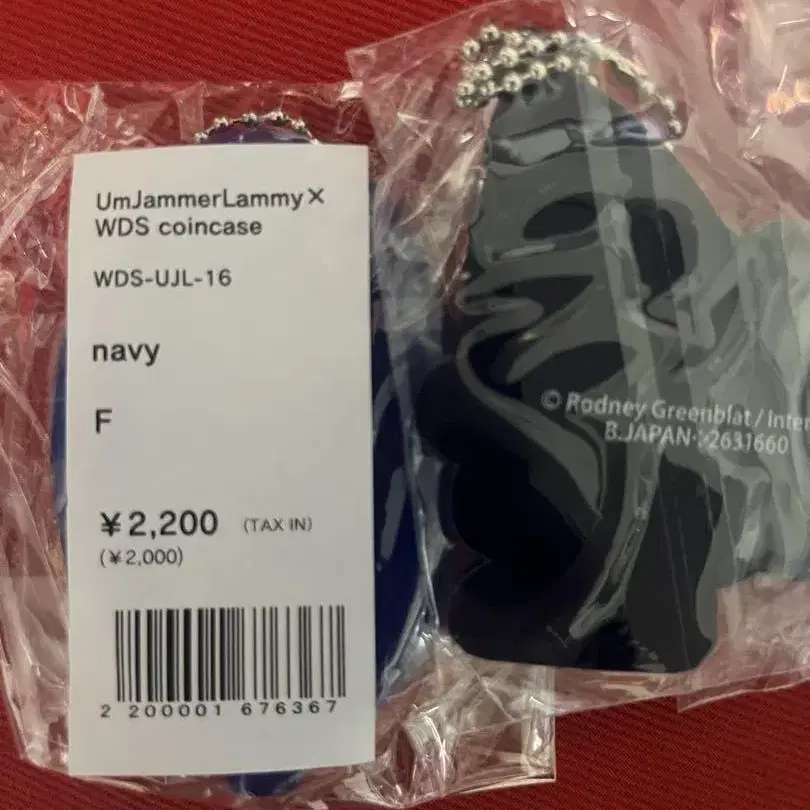 UmJammerLammy×
WDS coincase
WDS-UJL-16
navy
F
¥2,200 (TAX IN)
(¥2,000)
2 200001 676367
© Rodney Greenblat / Inter
B.JAPAN 2631660